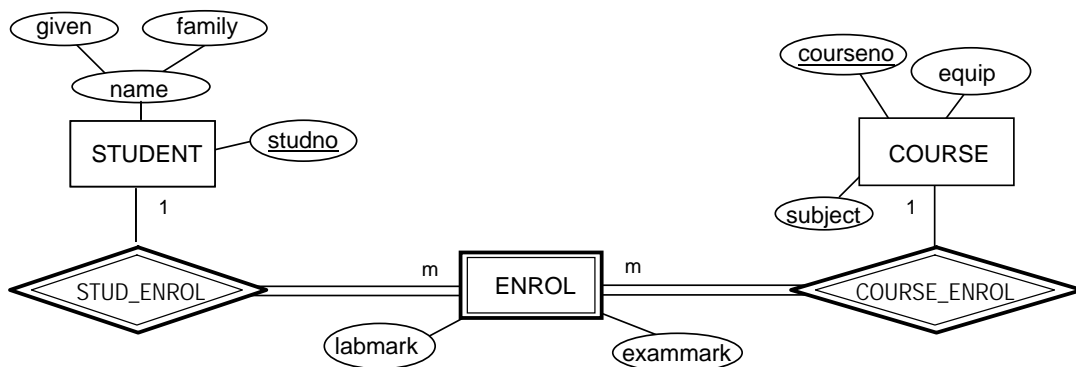 given
family
name
STUDENT
studno
courseno
equip
COURSE
subject
1
1
STUD_ENROL
m
ENROL
m
COURSE_ENROL
labmark
exammark